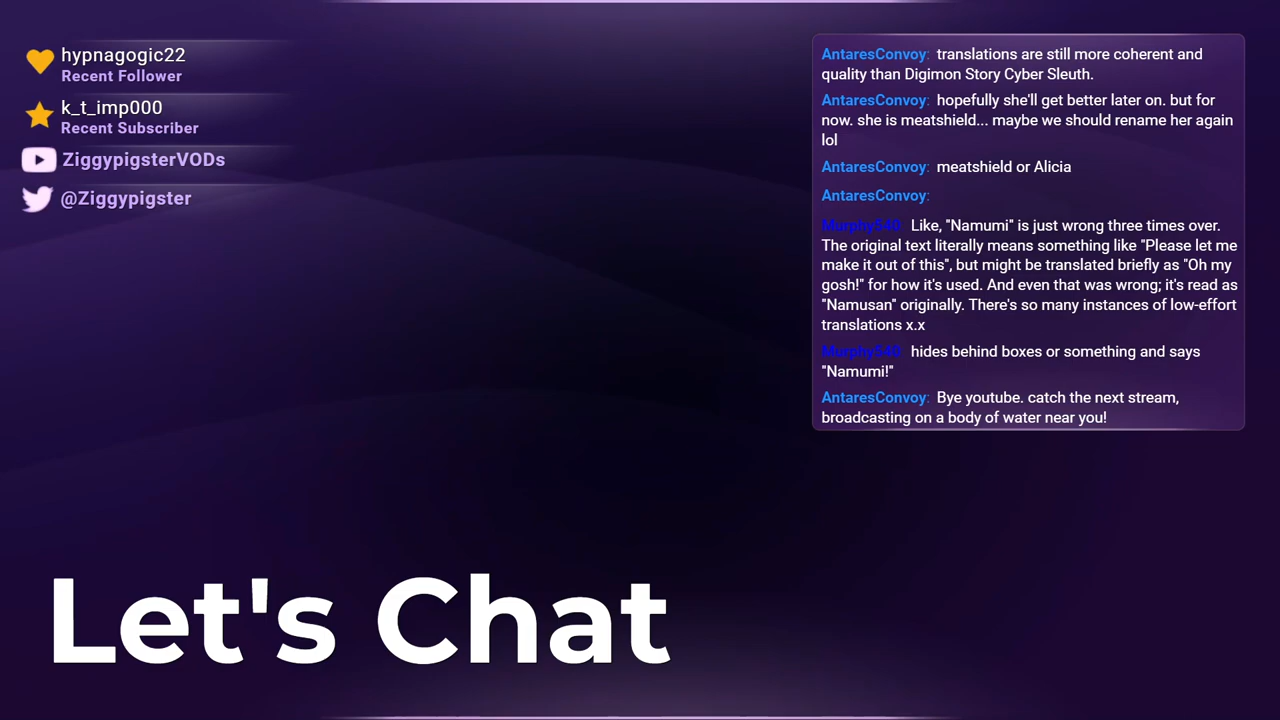 hypnagogic22
Recent Follower
k_t_imp000
Recent Subscriber
ZiggypigsterVODs
@Ziggypigster
AntaresConvoy: translations are still more coherent and
quality than Digimon Story Cyber Sleuth.
AntaresConvoy: hopefully she'll get better later on. but for
now. she is meatshield... maybe we should rename her again
lol
AntaresConvoy: meatshield or Alicia
AntaresConvoy:
Murphy540: Like, "Namumi" is just wrong three times over.
The original text literally means something like "Please let me
make it out of this", but might be translated briefly as "Oh my
gosh!" for how it's used. And even that was wrong; it's read as
"Namusan" originally. There's so many instances of low-effort
translations x.x
Murphy540: hides behind boxes or something and says
"Namumi!"
AntaresConvoy: Bye youtube. catch the next stream,
broadcasting on a body of water near you!
Let's Chat